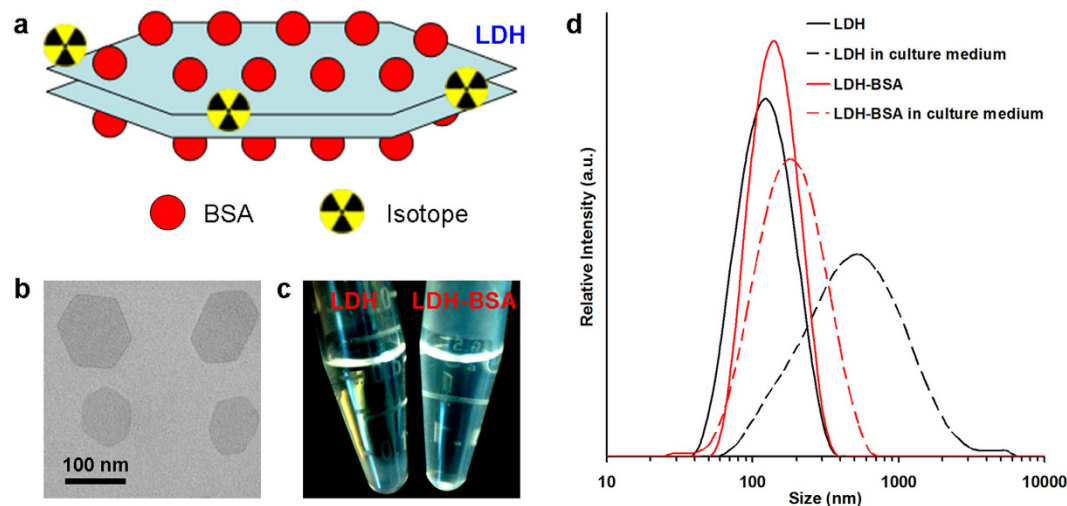 a
LDH
BSA
Isotope
b
100 nm
c
LDH
LDH-BSA
d
LDH
LDH in culture medium
LDH-BSA
LDH-BSA in culture medium
Relative Intensity (a.u.)
10
100
1000
10000
Size (nm)